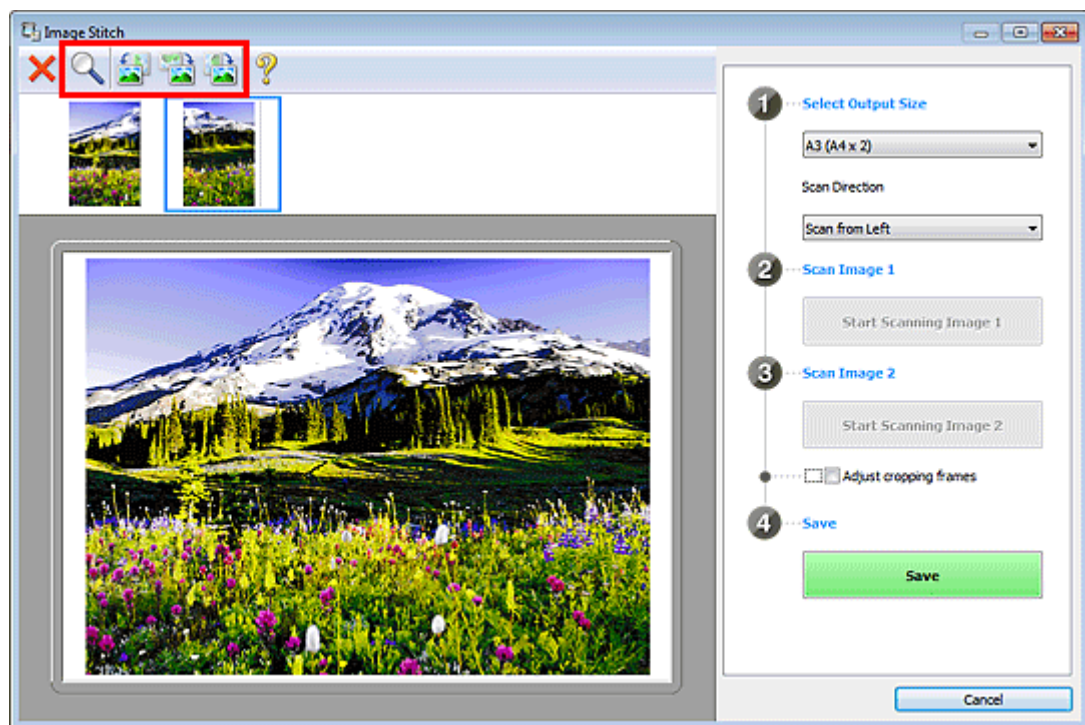 Image Stitch
1
Select Output Size
A3 (A4 x 2)
Scan Direction
Scan from Left
2
Scan Image 1
Start Scanning Image 1
3
Scan Image 2
Start Scanning Image 2
Adjust cropping frames
4
Save
Save
Cancel